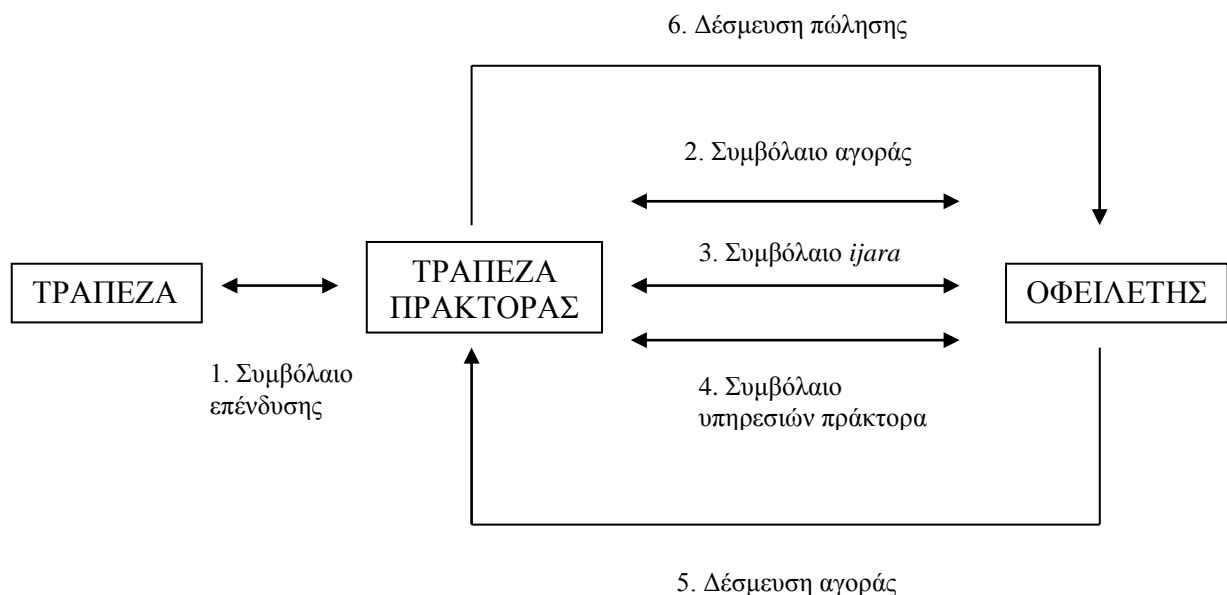 6. Δέσμευση πώλησης
2. Συμβόλαιο αγοράς
3. Συμβόλαιο ijara
ΤΡΑΠΕΖΑ
ΤΡΑΠΕΖΑ
ΠΡΑΚΤΟΡΑΣ
ΟΦΕΙΛΕΤΗΣ
1. Συμβόλαιο
επένδυσης
4. Συμβόλαιο
υπηρεσιών πράκτορα
5. Δέσμευση αγοράς